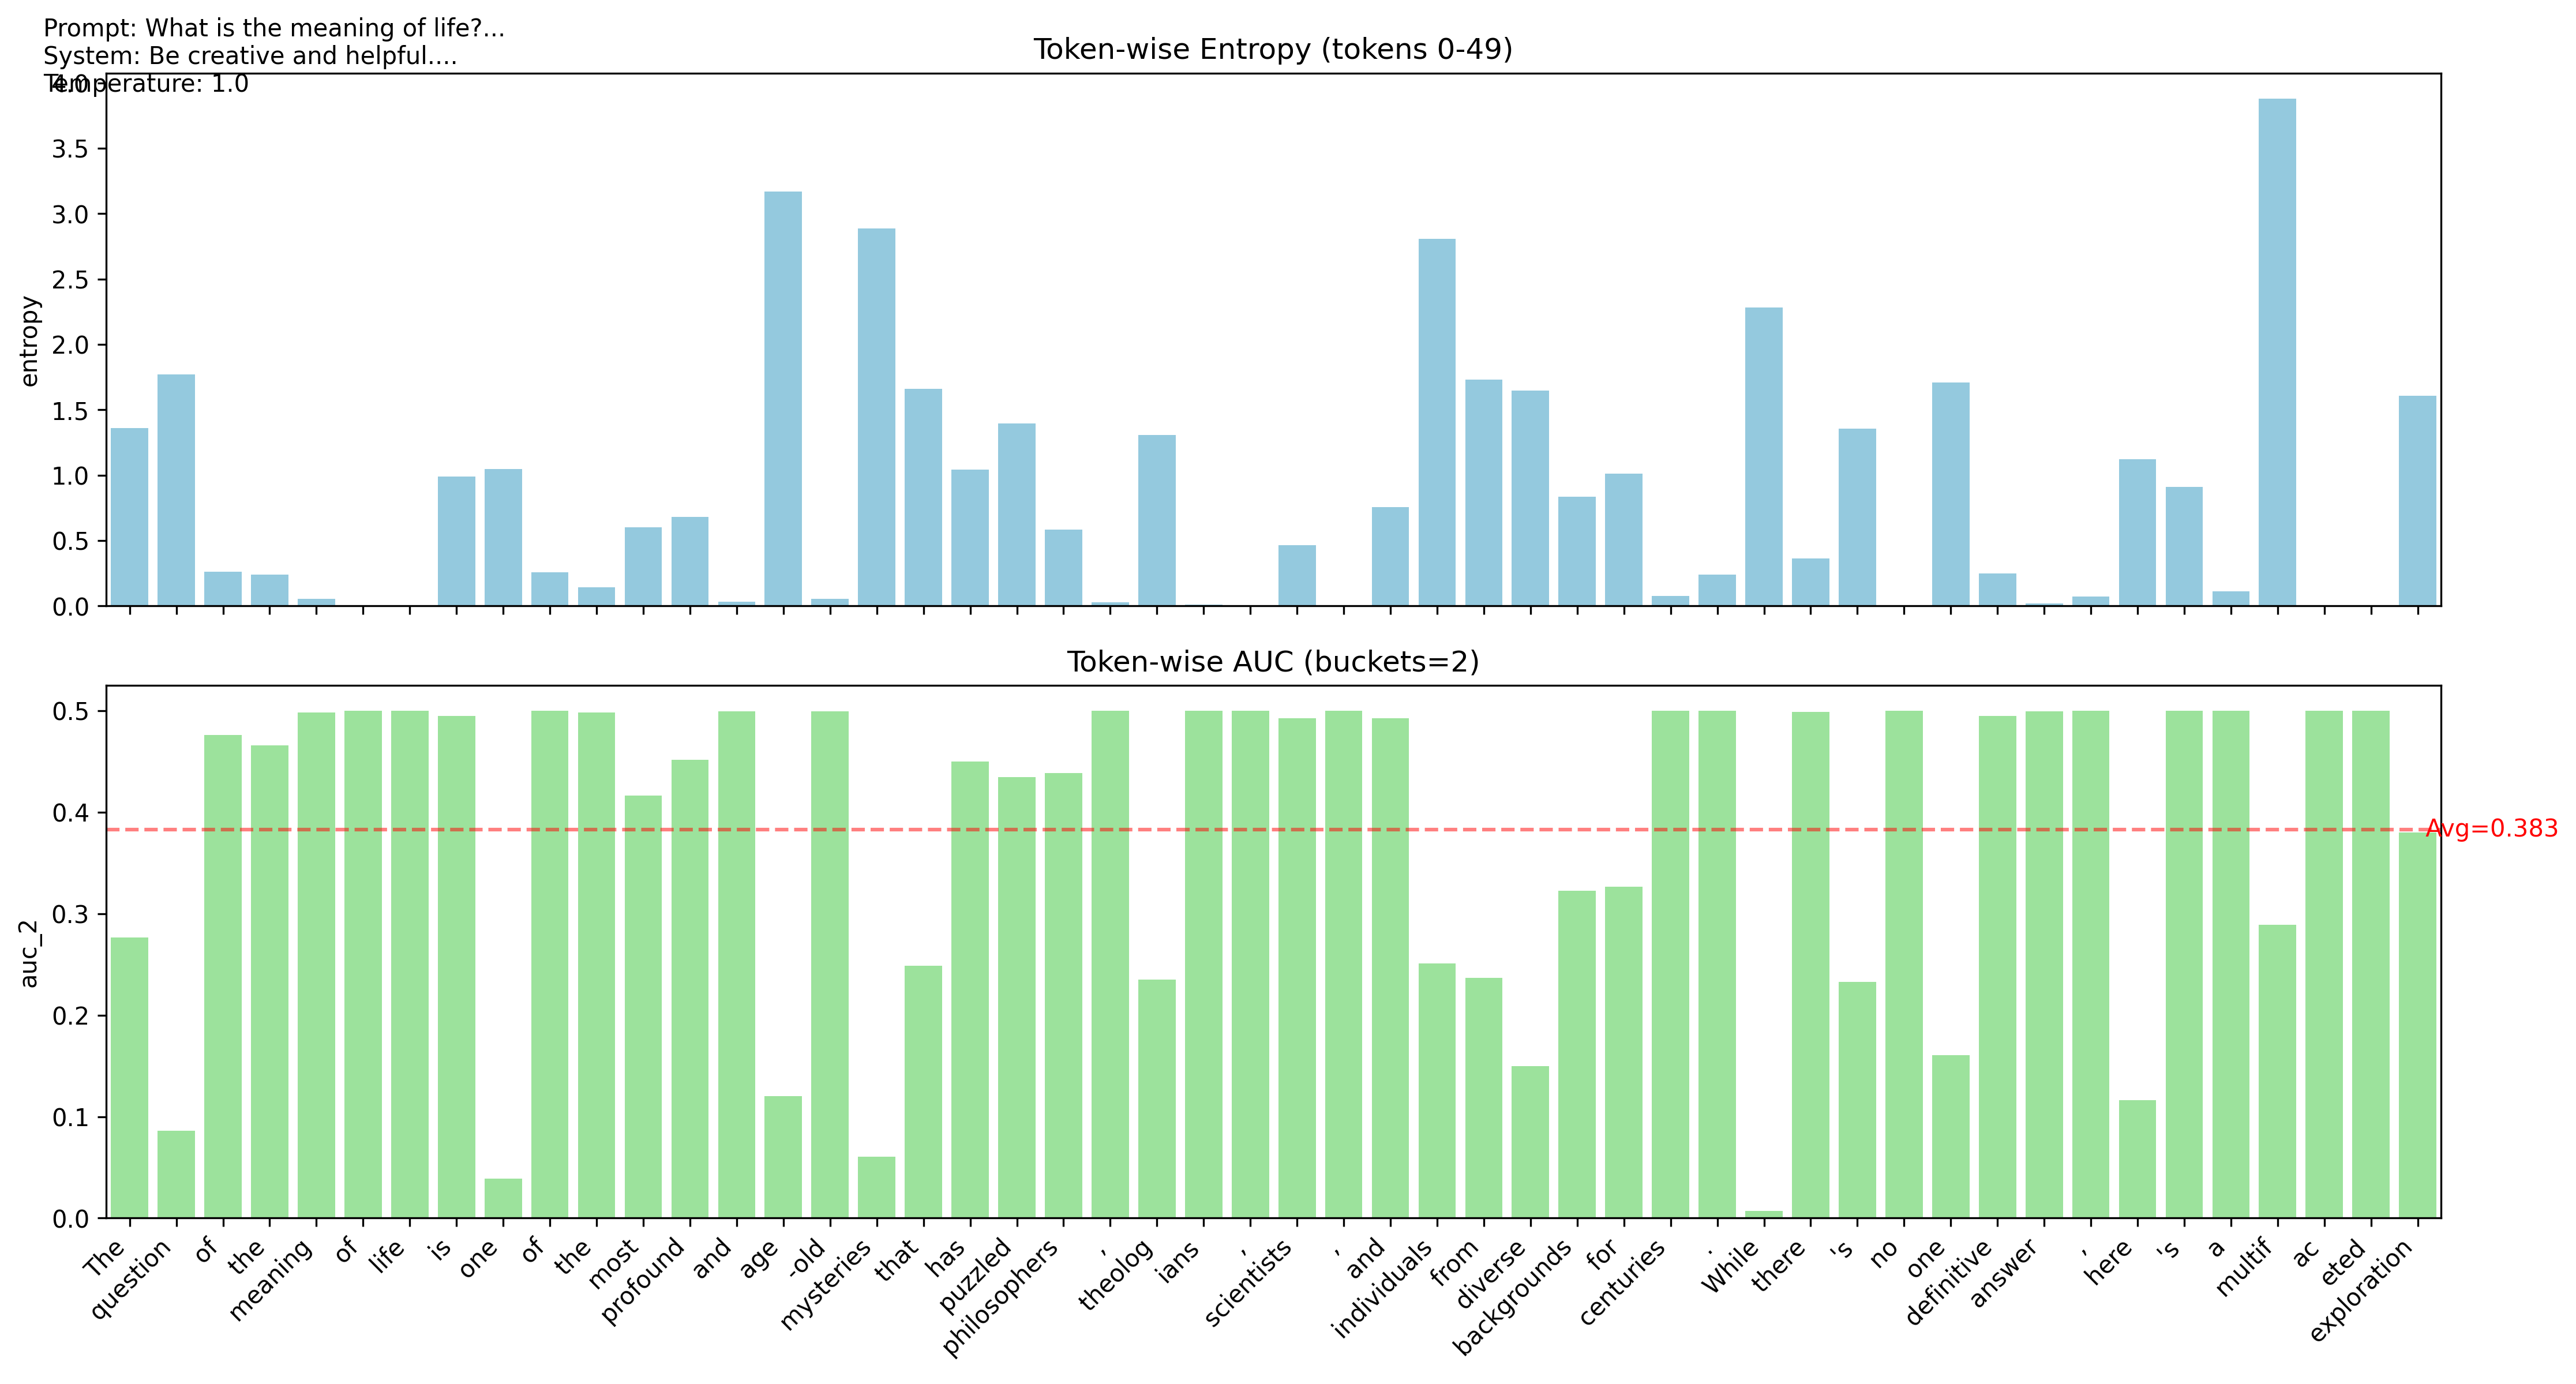 Prompt: What is the meaning of life?...
System: Be creative and helpful....
Temperature: 1.0
Token-wise Entropy (tokens 0-49)
entropy
4.0
3.5
3.0
2.5
2.0
1.5
1.0
0.5
0.0
Token-wise AUC (buckets=2)
auc_2
0.5
0.4
0.3
0.2
0.1
0.0
Avg=0.383
The
question
of
the
meaning
of
life
is
one
of
the
most
profound
and
age
-old
mysteries
that
has
puzzled
philosophers
,
theolog
ians
,
scientists
,
and
individuals
from
diverse
backgrounds
for
centuries
.
While
there
's
no
one
definitive
answer
,
here
's
a
multif
ac
eted
exploration